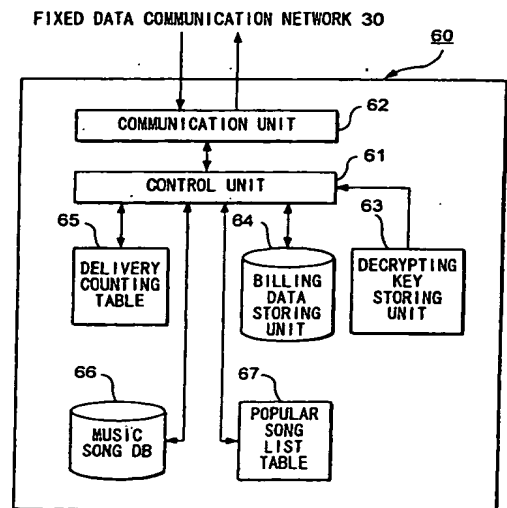 FIXED DATA COMMUNICATION NETWORK 30
60
COMMUNICATION UNIT
62
61
CONTROL UNIT
65
64
63
DELIVERY
COUNTING
TABLE
BILLING
DATA
STORING
UNIT
DECRYPTING
KEY
STORING
UNIT
66
67
MUSIC
SONG DB
POPULAR
SONG
LIST
TABLE